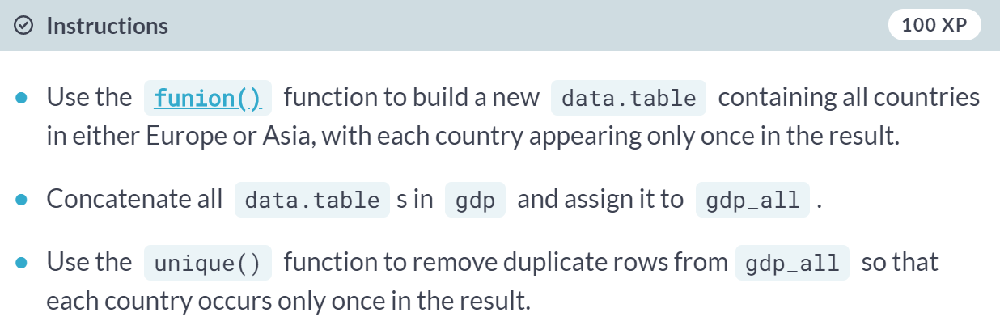 Instructions 100 XP
Use the funion() function to build a new data.table containing all countries
in either Europe or Asia, with each country appearing only once in the result.
Concatenate all data.table s in gdp and assign it to gdp_all .
Use the unique() function to remove duplicate rows from gdp_all so that
each country occurs only once in the result.